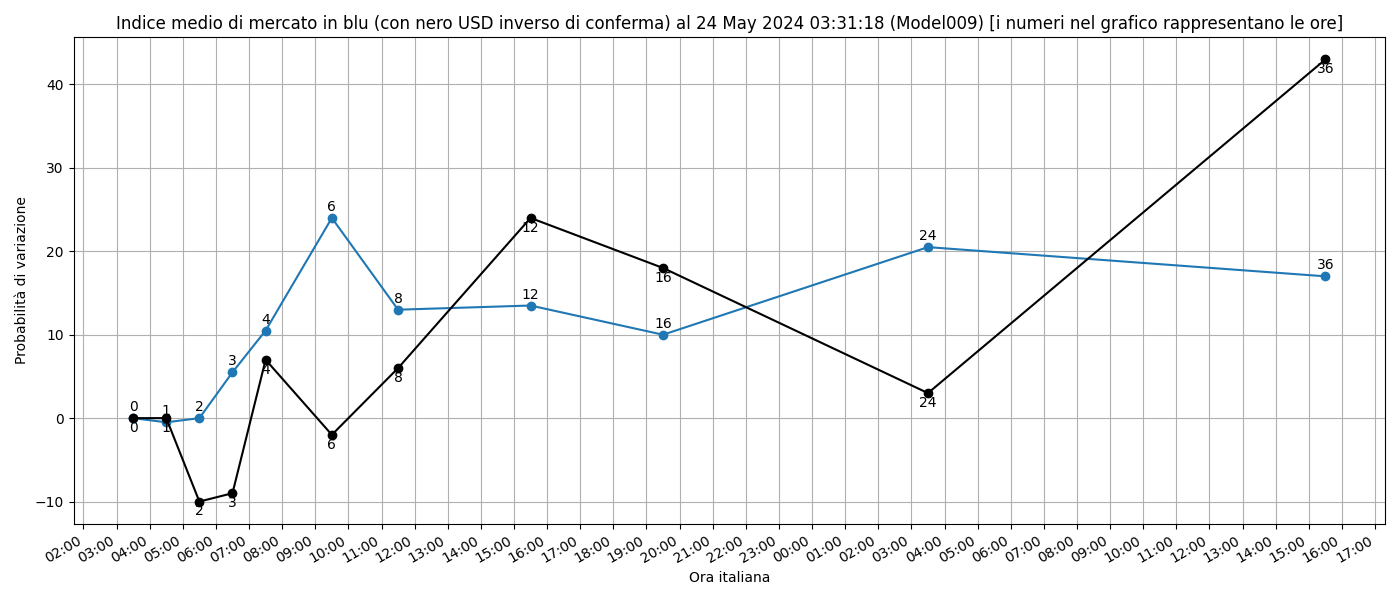 Indice medio di mercato in blu (con nero USD inverso di conferma) al 24 May 2024 03:31:18 (Model009) [i numeri nel grafico rappresentano le ore]
Probabilità di variazione
40
30
20
10
0
−10
0 1 2 3 4 6 8 12 16 24 36
0 1 2 3 4 6 8 12 16 24 36
02:00 03:00 04:00 05:00 06:00 07:00 08:00 09:00 10:00 11:00 12:00 13:00 14:00 15:00 16:00 17:00 18:00 19:00 20:00 21:00 22:00 23:00 00:00 01:00 02:00 03:00 04:00 05:00 06:00 07:00 08:00 09:00 10:00 11:00 12:00 13:00 14:00 15:00 16:00 17:00
Ora italiana